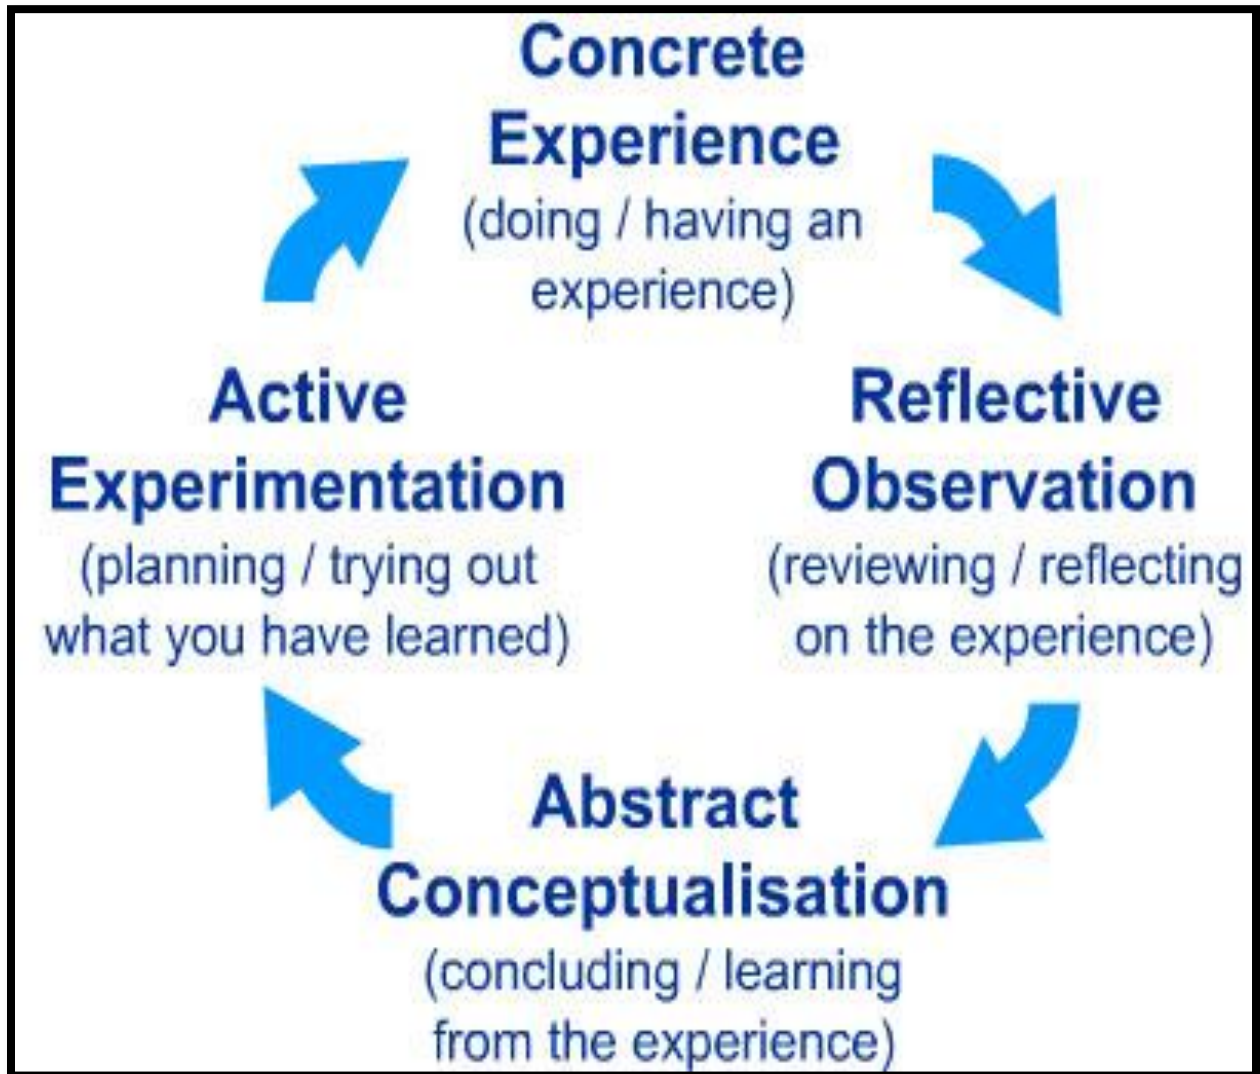 Concrete
Experience
(doing / having an
experience)
Reflective
Observation
(reviewing / reflecting
on the experience)
Abstract
Conceptualisation
(concluding / learning
from the experience)
Active
Experimentation
(planning / trying out
what you have learned)